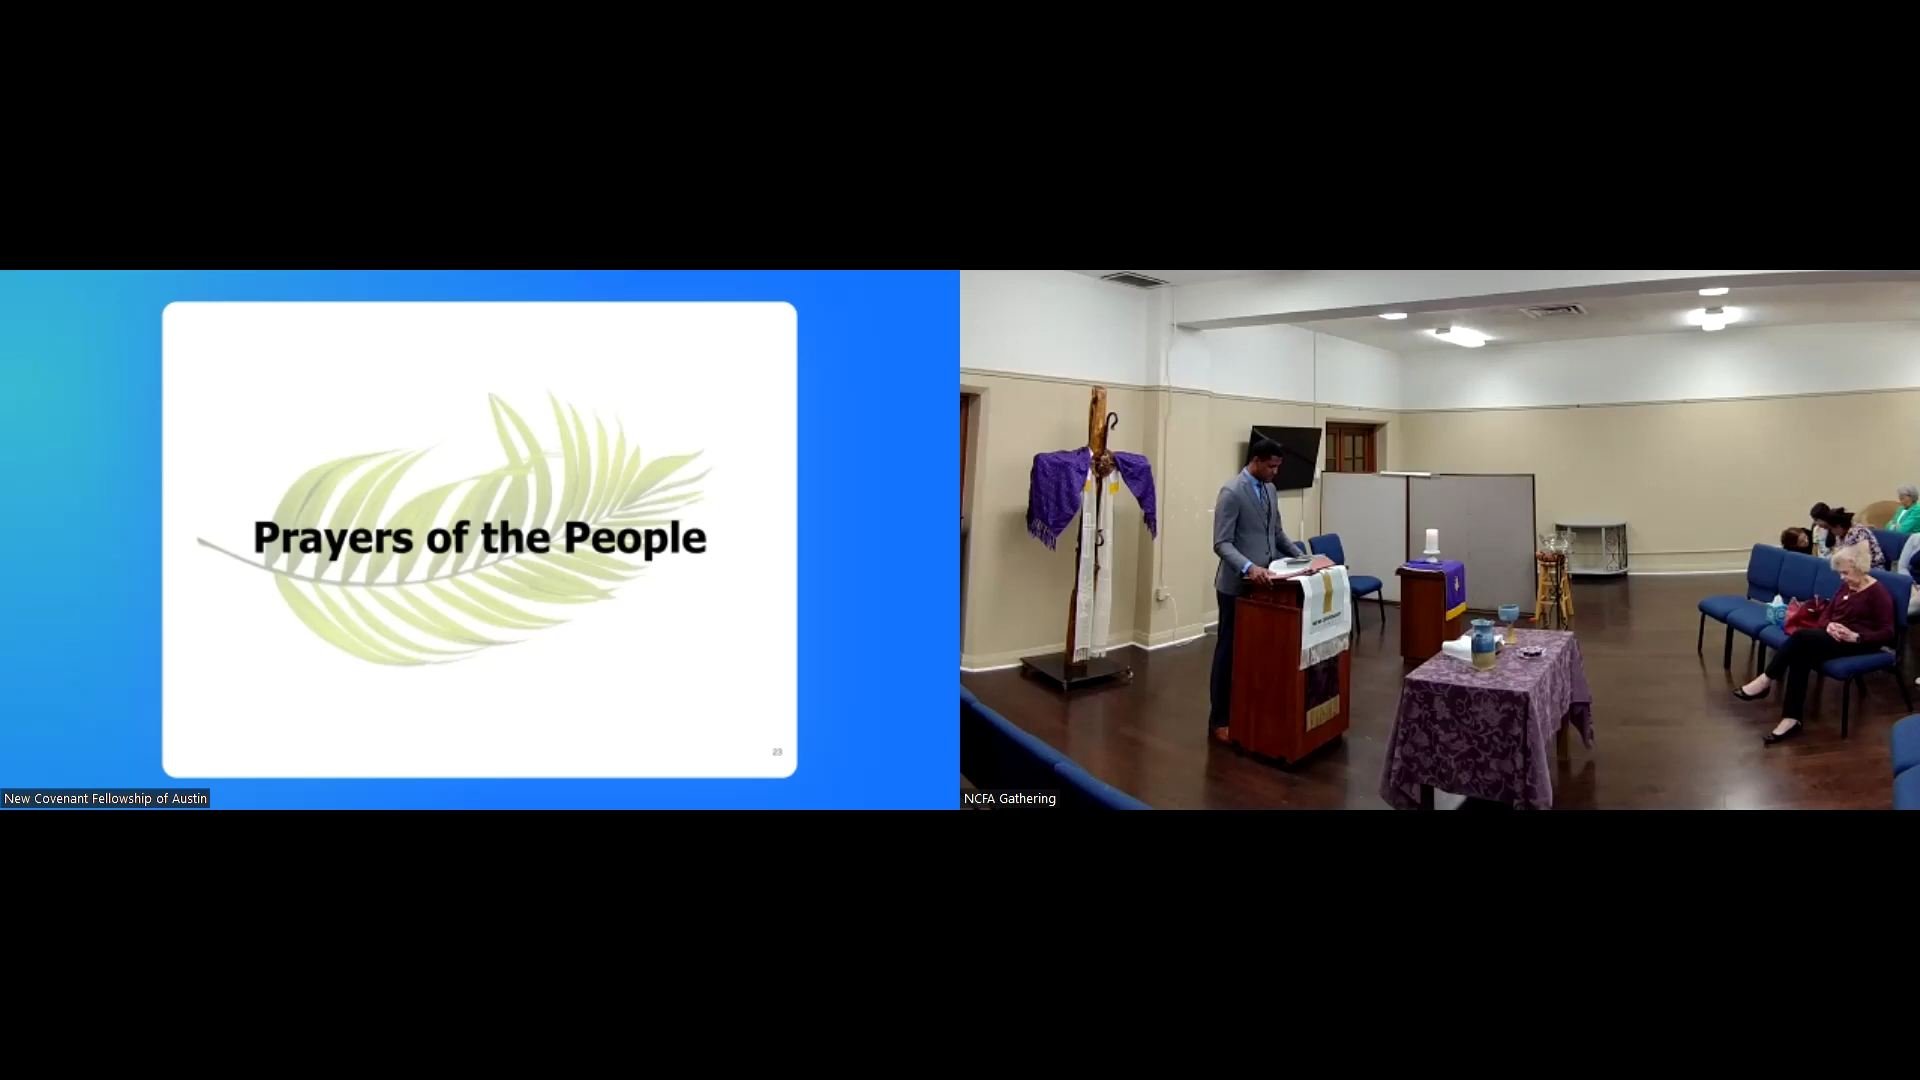 Prayers of the People
23
New Covenant Fellowship of Austin
NCFA Gathering